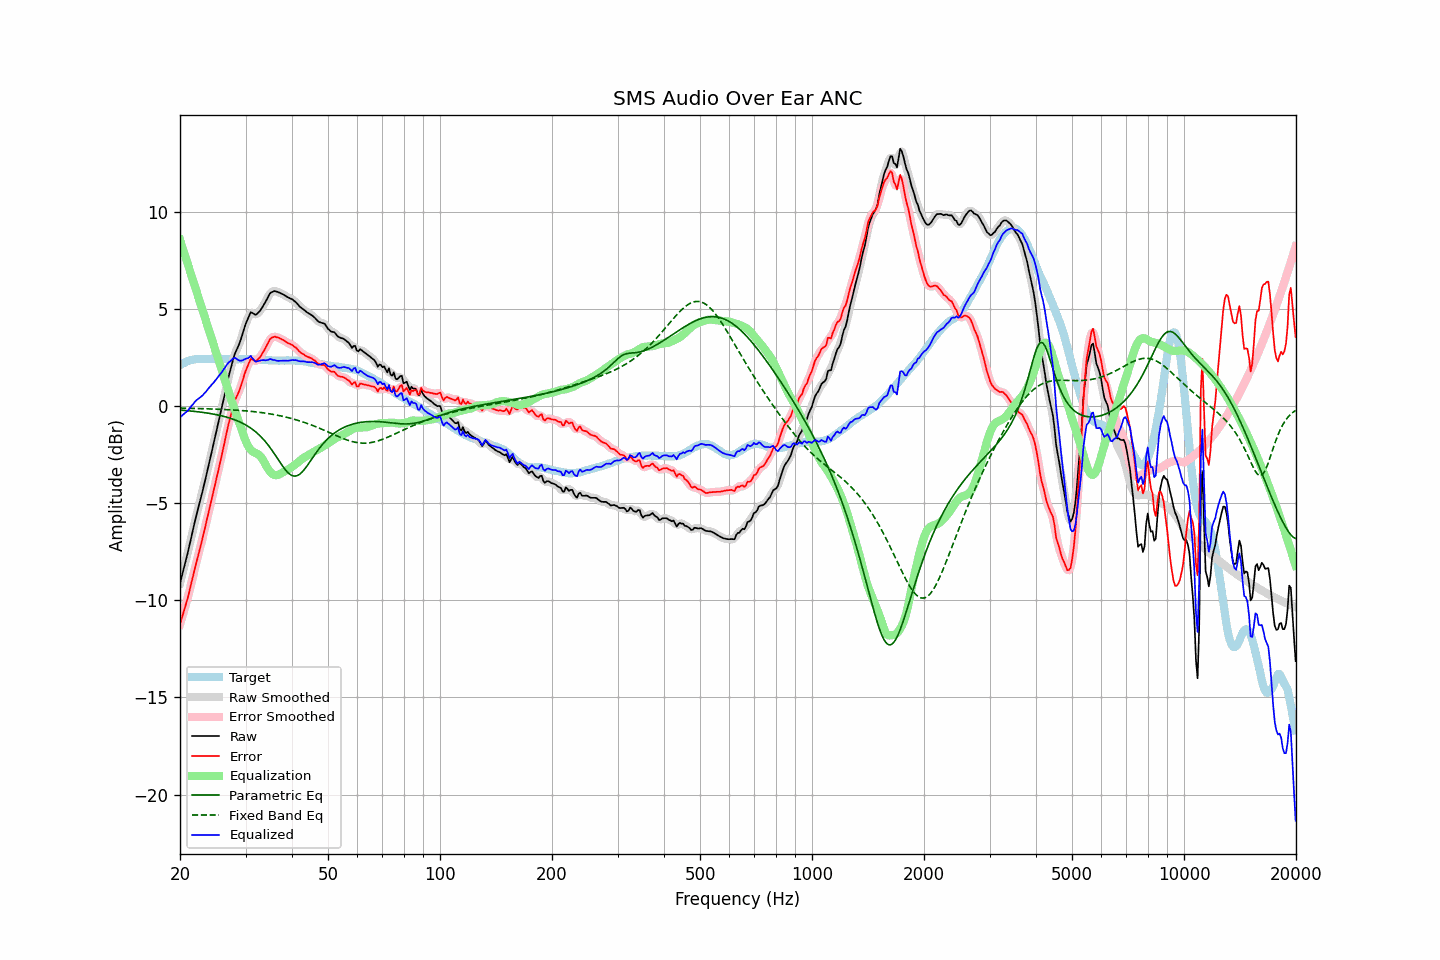 SMS Audio Over Ear ANC
Amplitude (dBr)
10
5
0
−5
−10
−15
−20
Target
Raw Smoothed
Error Smoothed
Raw
Error
Equalization
Parametric Eq
Fixed Band Eq
Equalized
20 50 100 200 500 1000 2000 5000 10000 20000
Frequency (Hz)